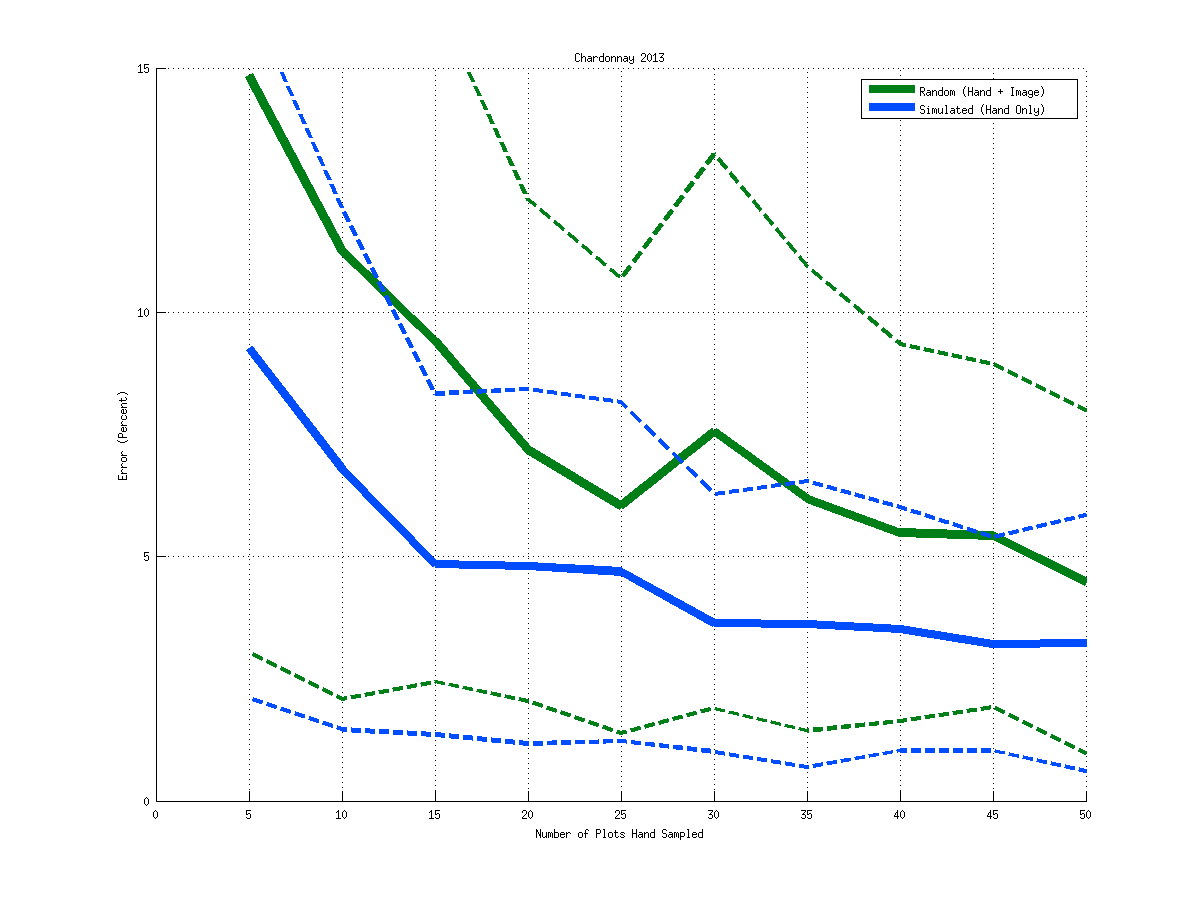 Chardonnay 2013
15
10
5
0
Error (Percent)
Random (Hand + Image)
Simulated (Hand Only)
0 5 10 15 20 25 30 35 40 45 50
Number of Plots Hand Sampled